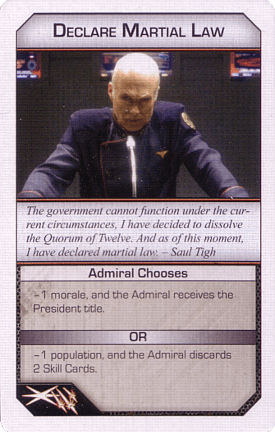 DECLARE MARTIAL LAW
The government cannot function under the cur-
rent circumstances, I have decided to dissolve
the Quorum of Twelve. And as of this moment,
I have declared martial law. – Saul Tigh
Admiral Chooses
-1 morale, and the Admiral receives the
President title.
OR
-1 population, and the Admiral discards
2 Skill Cards.